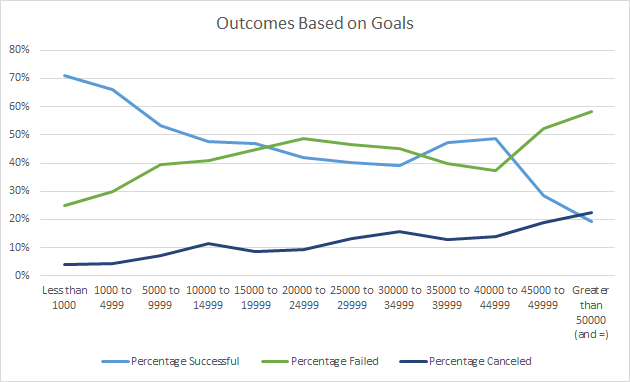 Outcomes Based on Goals
80%
70%
60%
50%
40%
30%
20%
10%
0%
Less than
1000
1000 to
4999
5000 to
9999
10000 to
14999
15000 to
19999
20000 to
24999
25000 to
29999
30000 to
34999
35000 to
39999
40000 to
44999
45000 to
49999
Greater
than
50000
(and =)
Percentage Successful
Percentage Failed
Percentage Canceled